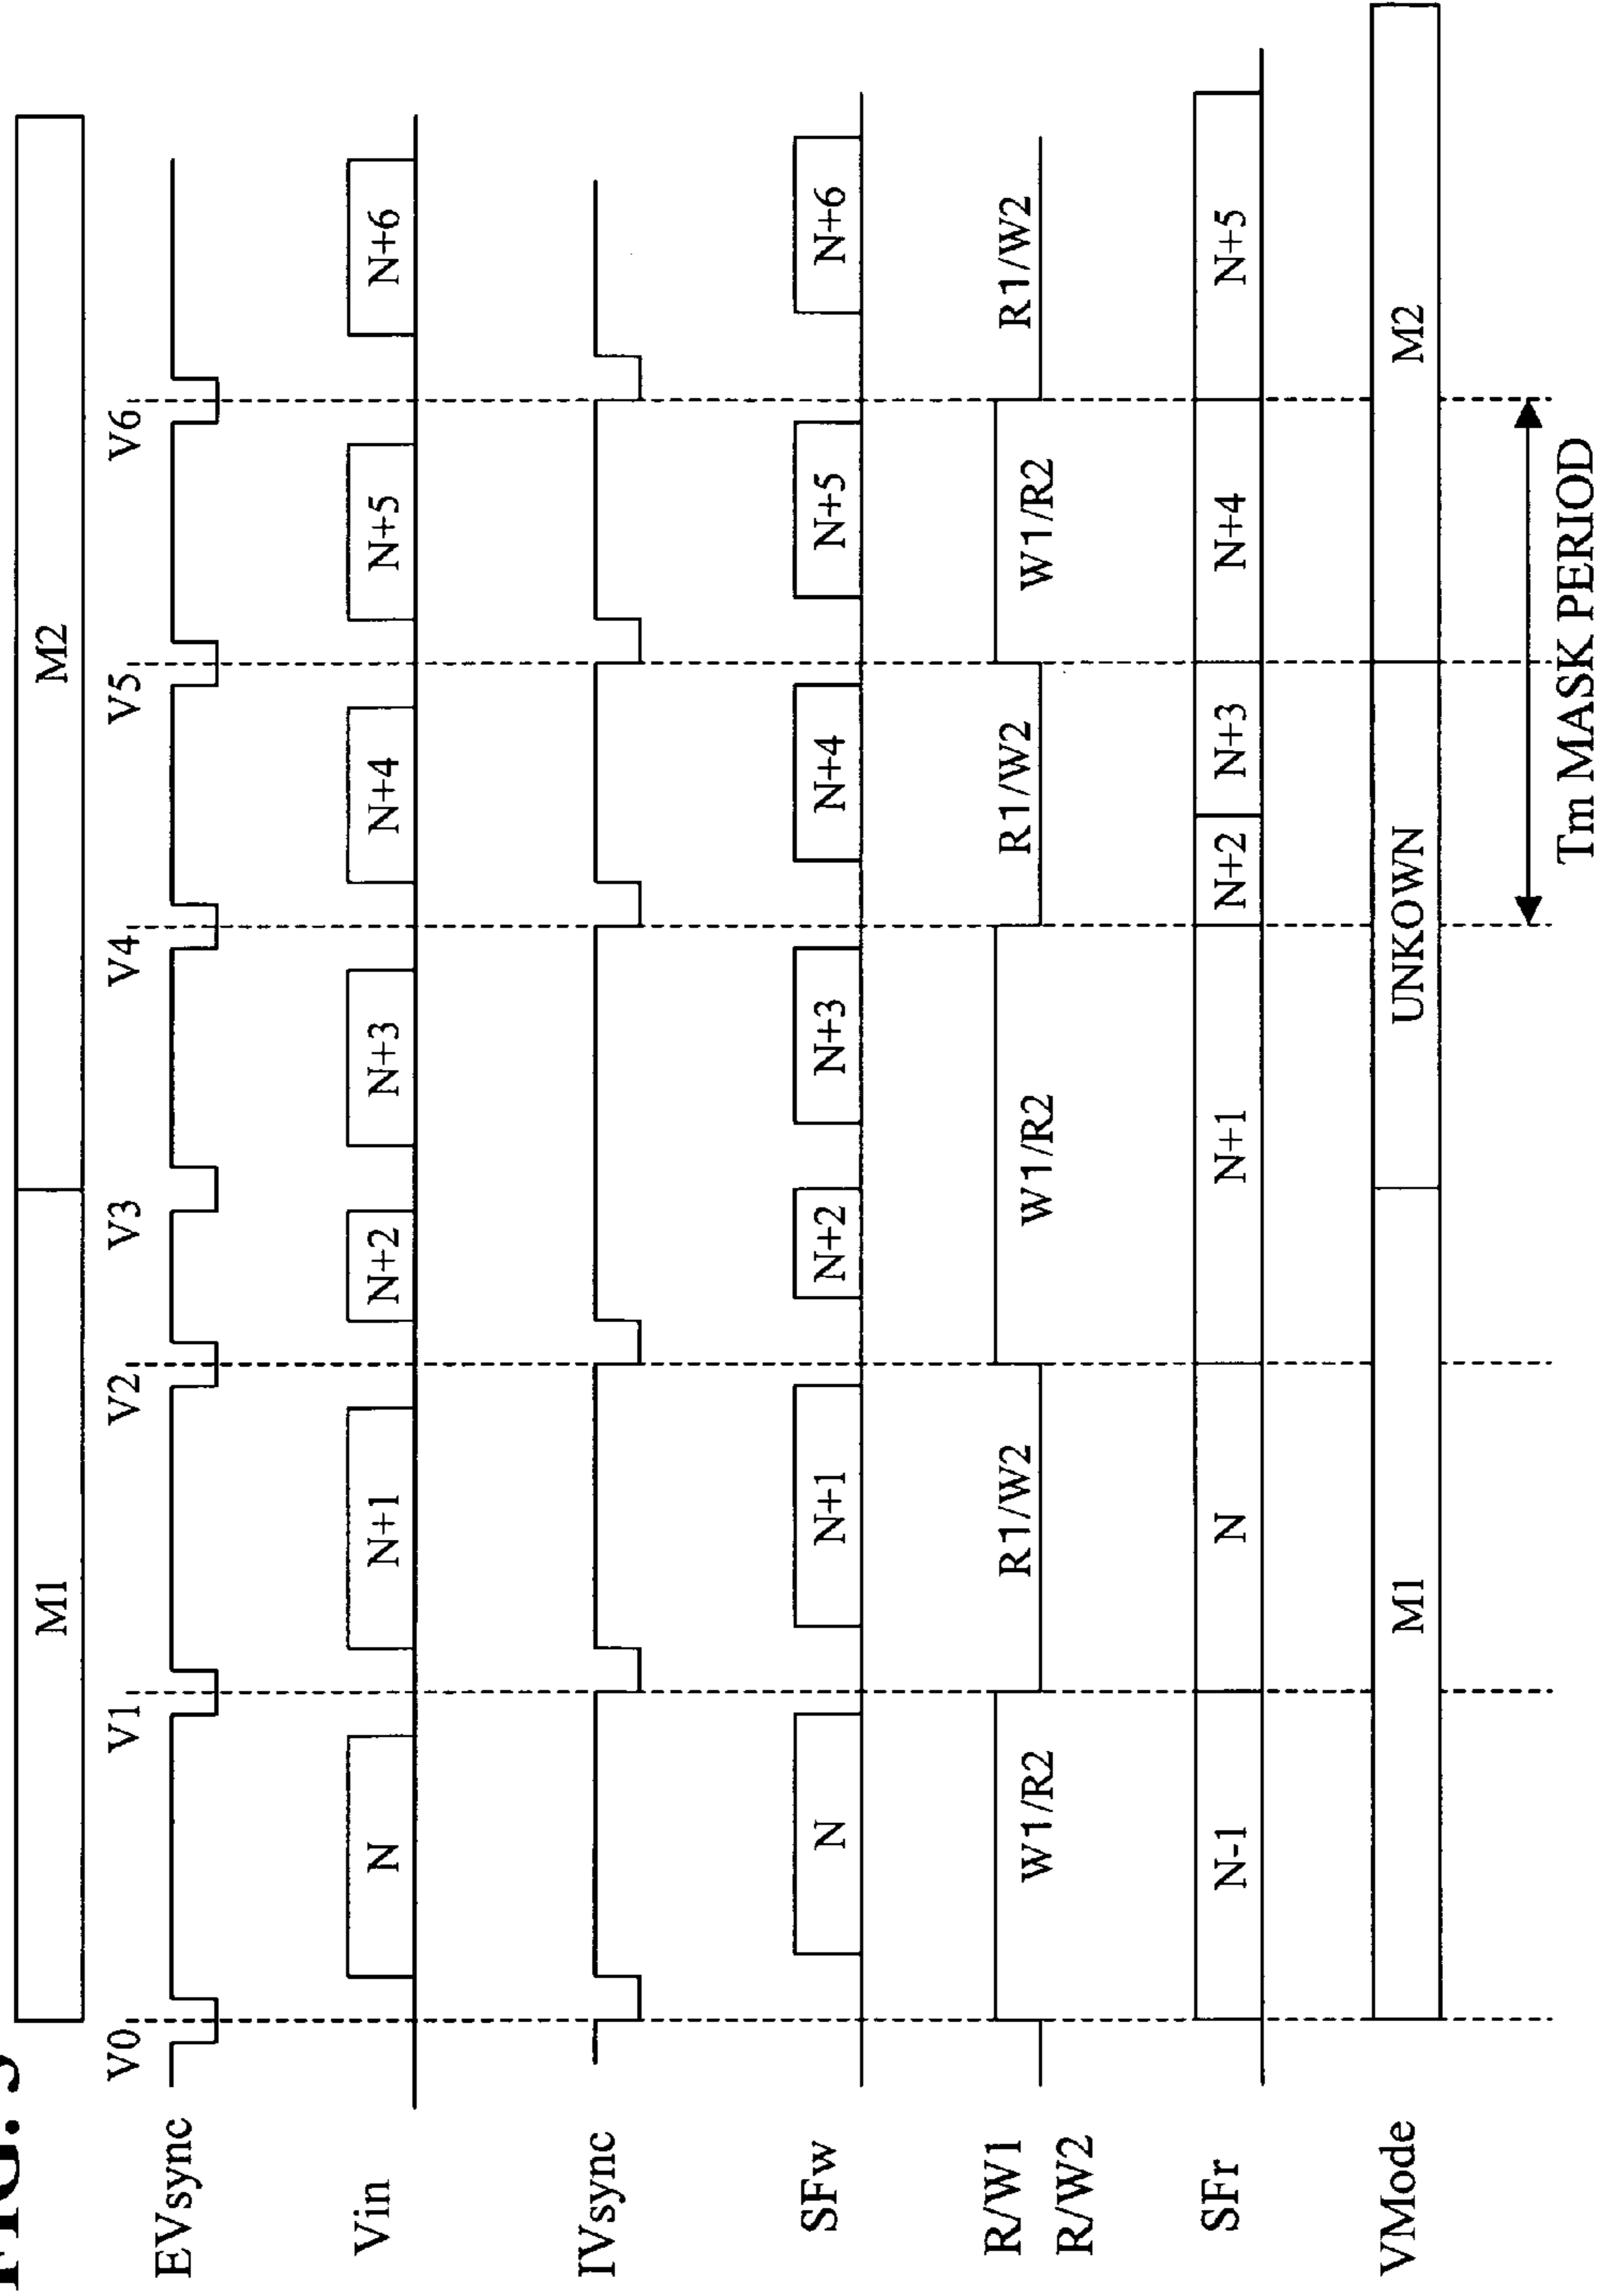 FIG. 5
M1 M2
V0 V1 V2 V3 V4 V5 V6
EVsync
Vin N N+1 N+2 N+3 N+4 N+5 N+6
IVsync
SFw N N+1 N+2 N+3 N+4 N+5 N+6
R/W1 W1/R2 R1/W2 W1/R2 R1/W2 W1/R2 R1/W2
R/W2
SFr N-1 N N+1 N+2 N+3 N+4 N+5
VMode M1 UNKOWN M2
Tm MASK PERIOD